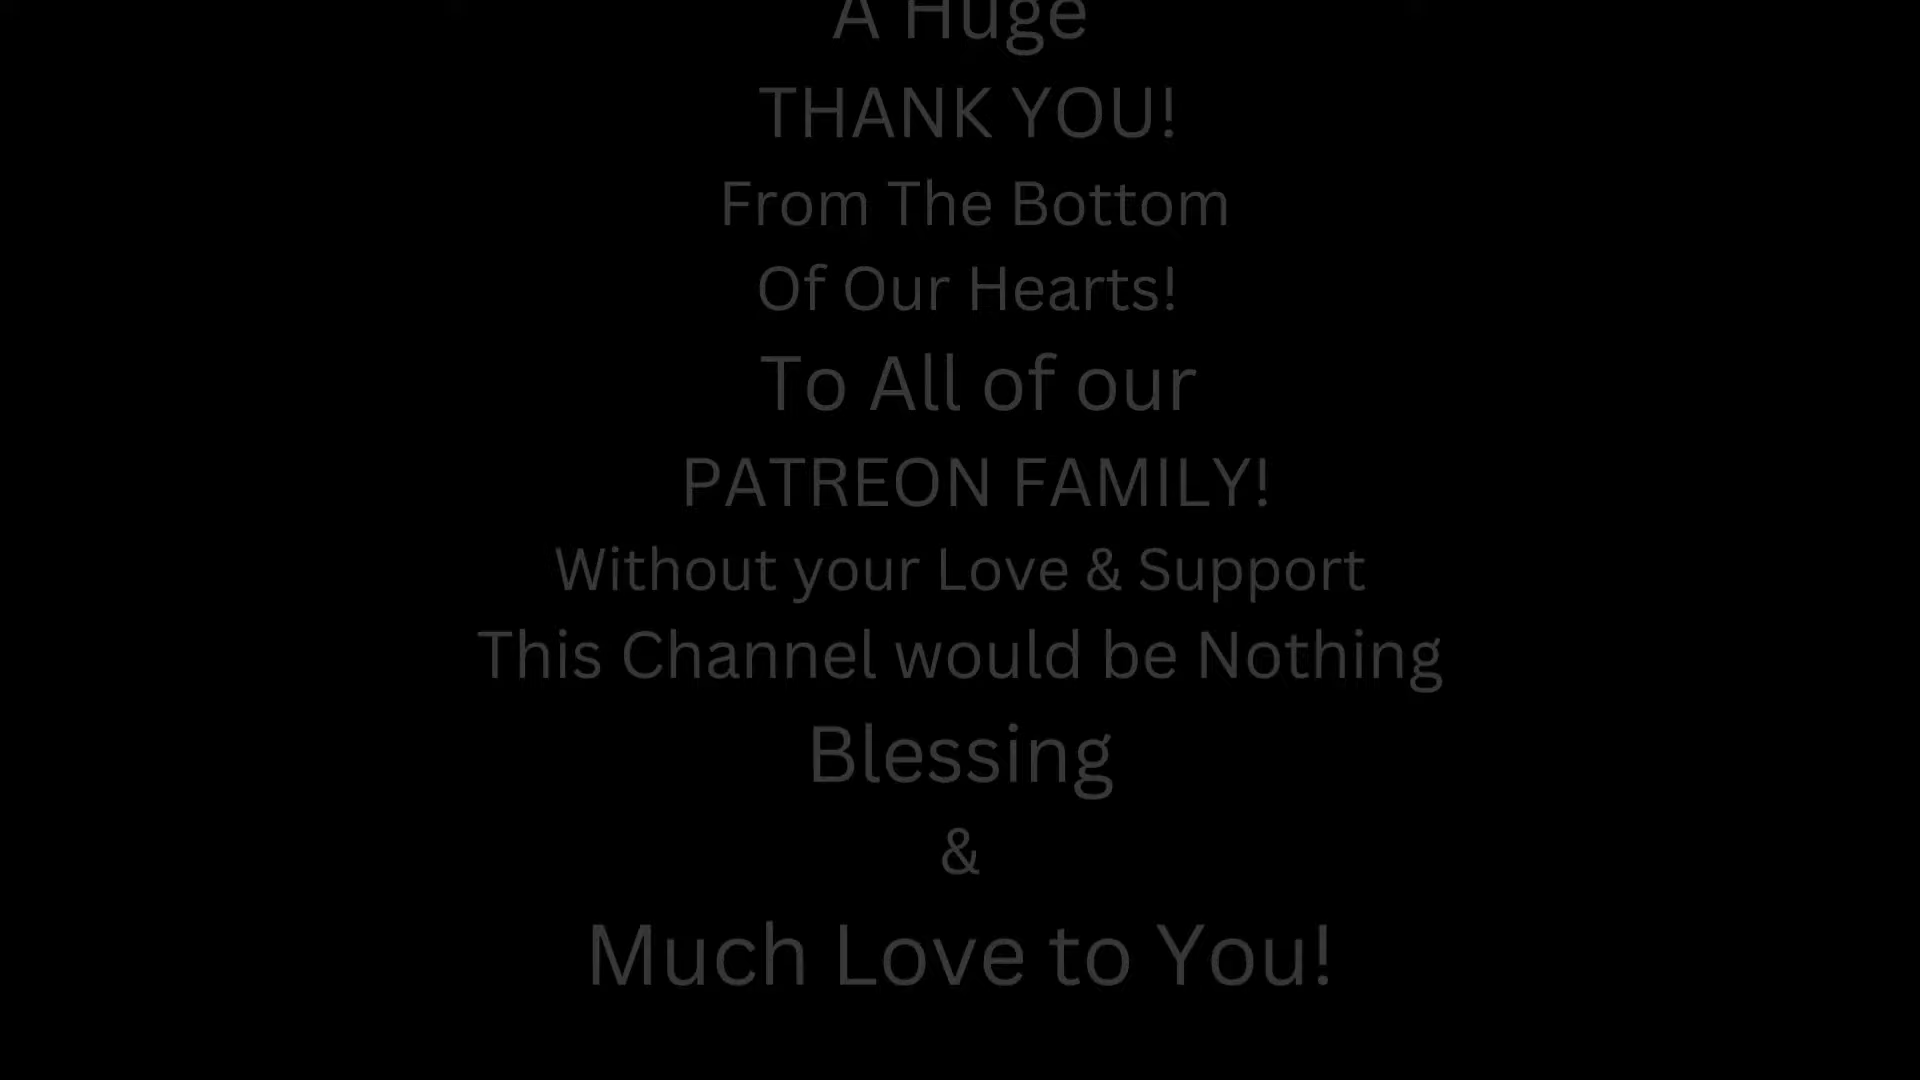 A Huge
THANK YOU!
From The Bottom
Of Our Hearts!
To All of our
PATREON FAMILY!
Without your Love & Support
This Channel would be Nothing
Blessing
&
Much Love to You!